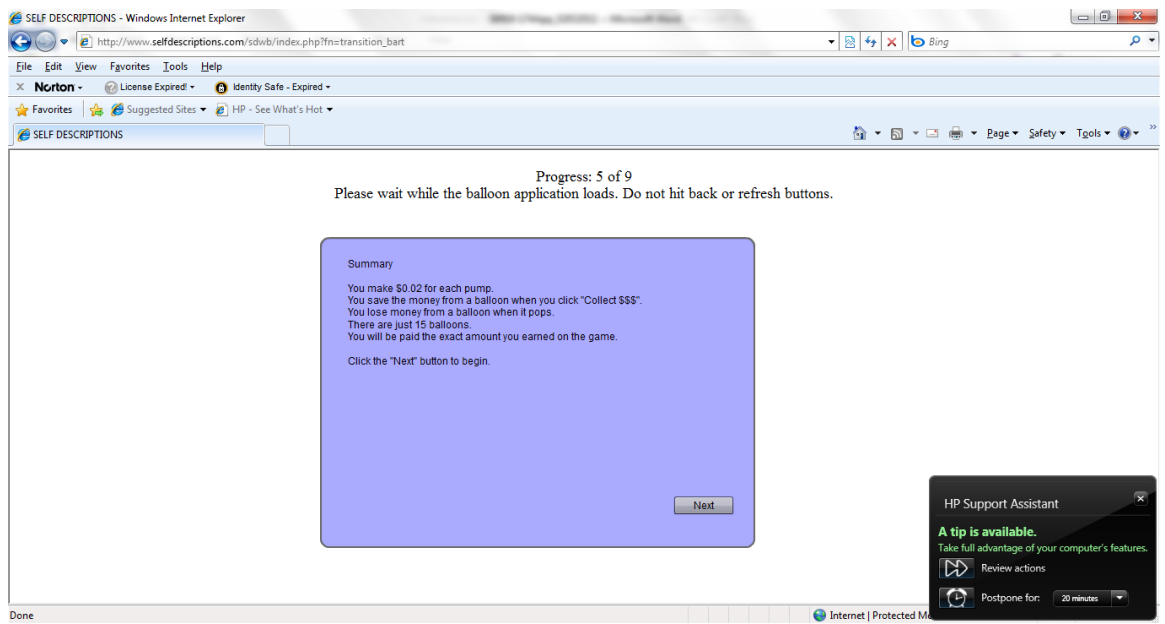 SELF DESCRIPTIONS - Windows Internet Explorer
http://www.selfdescriptions.com/sdwb/index.php?fn=transition_bart
Bing
File Edit View Favorites Tools Help
x Norton - License Expired! - Identity Safe - Expired -
Favorites Suggested Sites HP - See What's Hot
SELF DESCRIPTIONS
Page Safety Tools »
Progress: 5 of 9
Please wait while the balloon application loads. Do not hit back or refresh buttons.
Summary
You make $0.02 for each pump.
You save the money from a balloon when you click "Collect $$$".
You lose money from a balloon when it pops.
There are just 15 balloons.
You will be paid the exact amount you earned on the game.
Click the "Next" button to begin.
Next
HP Support Assistant
A tip is available.
Take full advantage of your computer's features.
Review actions
Postpone for: 20 minutes
Done
Internet | Protected M